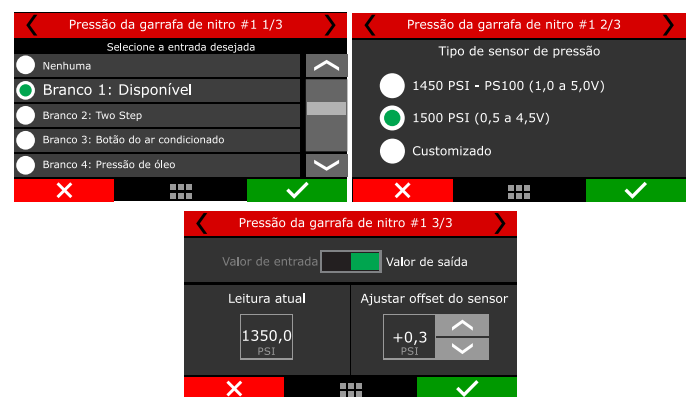 Pressão da garrafa de nitro #1 1/3
Selecione a entrada desejada
Nenhuma
Branco 1: Disponível
Branco 2: Two Step
Branco 3: Botão do ar condicionado
Branco 4: Pressão de óleo
Pressão da garrafa de nitro #1 2/3
Tipo de sensor de pressão
1450 PSI - PS100 (1,0 a 5,0V)
1500 PSI (0,5 a 4,5V)
Customizado
Pressão da garrafa de nitro #1 3/3
Valor de entrada Valor de saída
Leitura atual
1350,0
PSI
Ajustar offset do sensor
+0,3
PSI